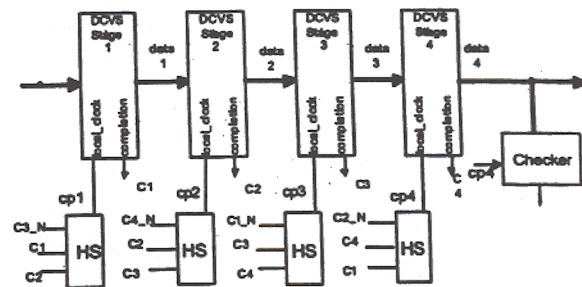 DCVS Stage 1
DCVS Stage 2
DCVS Stage 3
DCVS Stage 4
data 1
data 2
data 3
data 4
local_clock
completion
local_clock
completion
local_clock
completion
local_clock
completion
Checker
C1
C2
C3
C4
cp4
cp1
cp2
cp3
cp4
C3_N
C1
C2
HS
C4_N
C2
C3
HS
C1_N
C3
C4
HS
C2_N
C4
C1
HS